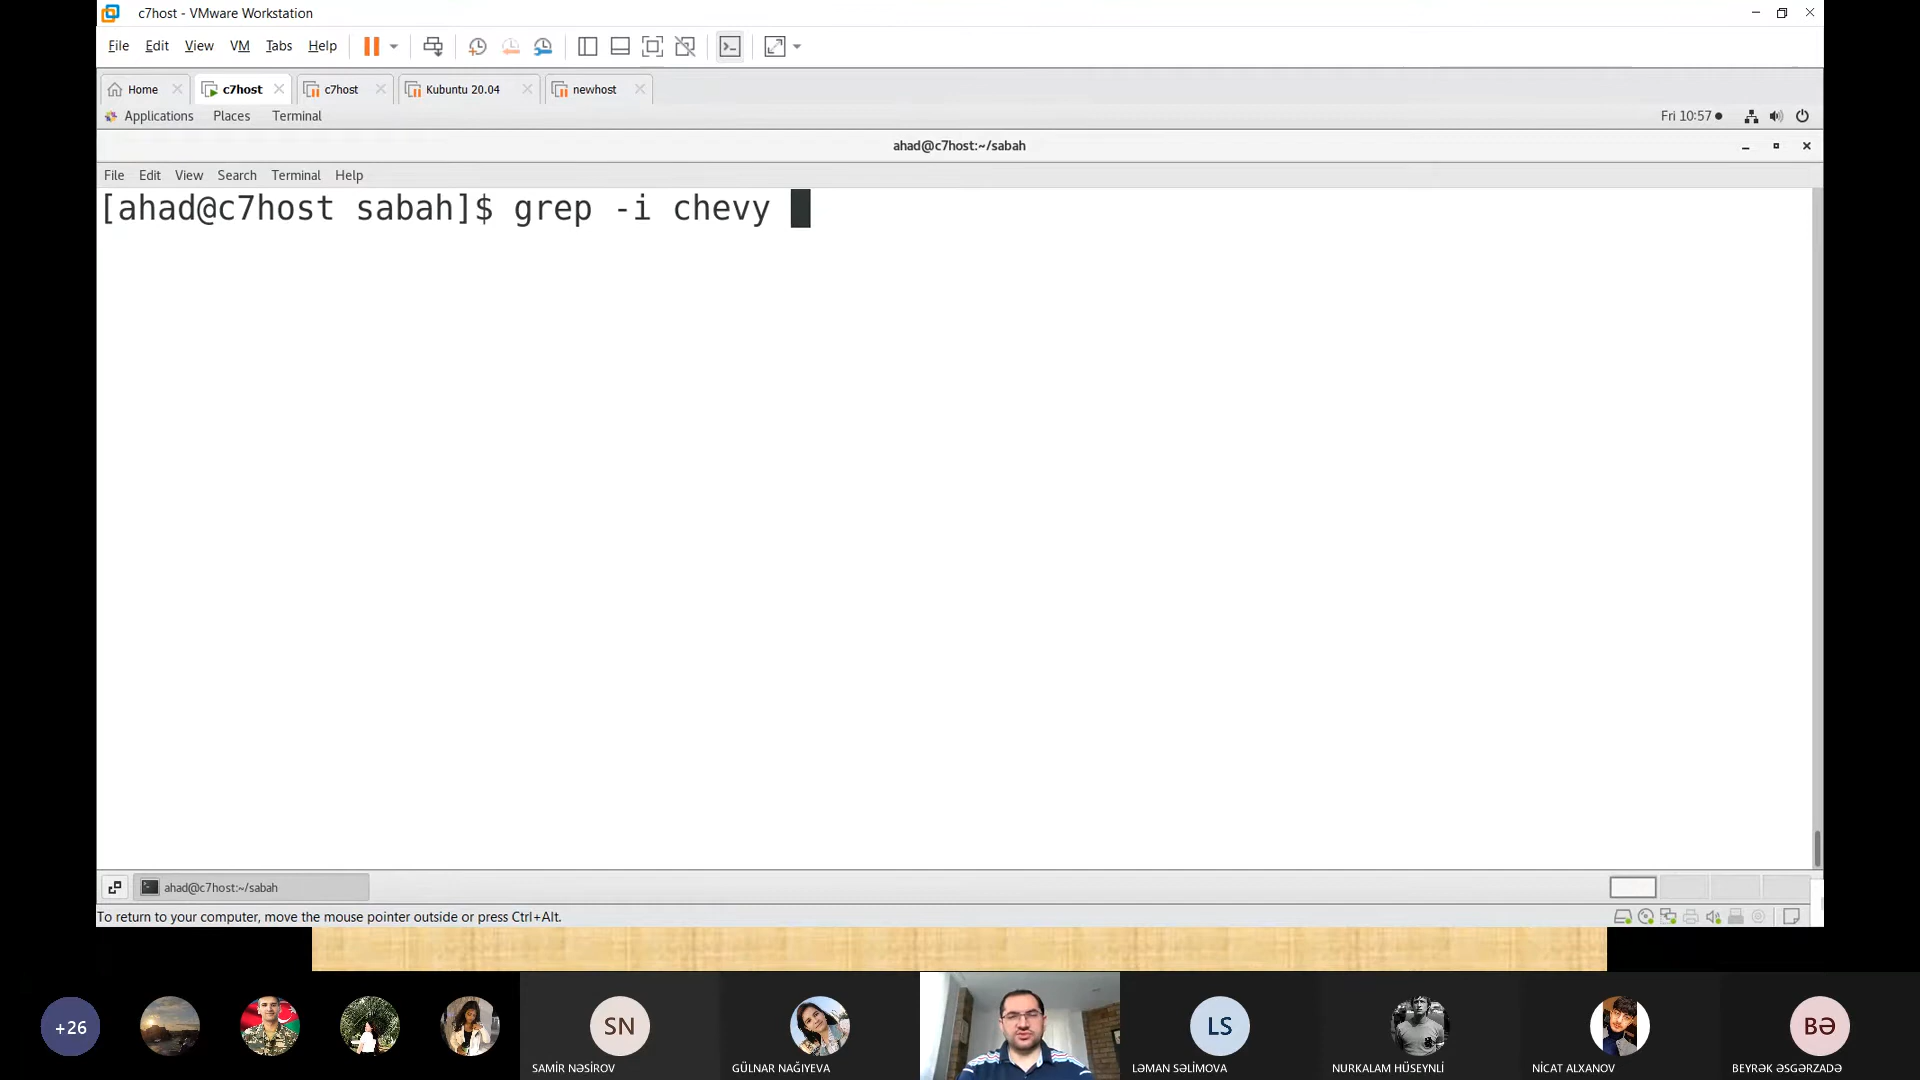 c7host - VMware Workstation
File Edit View VM Tabs Help
Home c7host c7host Kubuntu 20.04 newhost
Applications Places Terminal Fri 10:57
ahad@c7host:~/sabah
File Edit View Search Terminal Help
[ahad@c7host sabah]$ grep -i chevy
ahad@c7host:~/sabah
To return to your computer, move the mouse pointer outside or press Ctrl+Alt.
+26 SN LS BƏ
SAMİR NƏSİROV GÜLNAR NAĞIYEVA LƏMAN SƏLİMOVA NURKALAM HÜSEYNLİ NİCAT ALXANOV BEYRƏK ƏSGƏRZADƏ